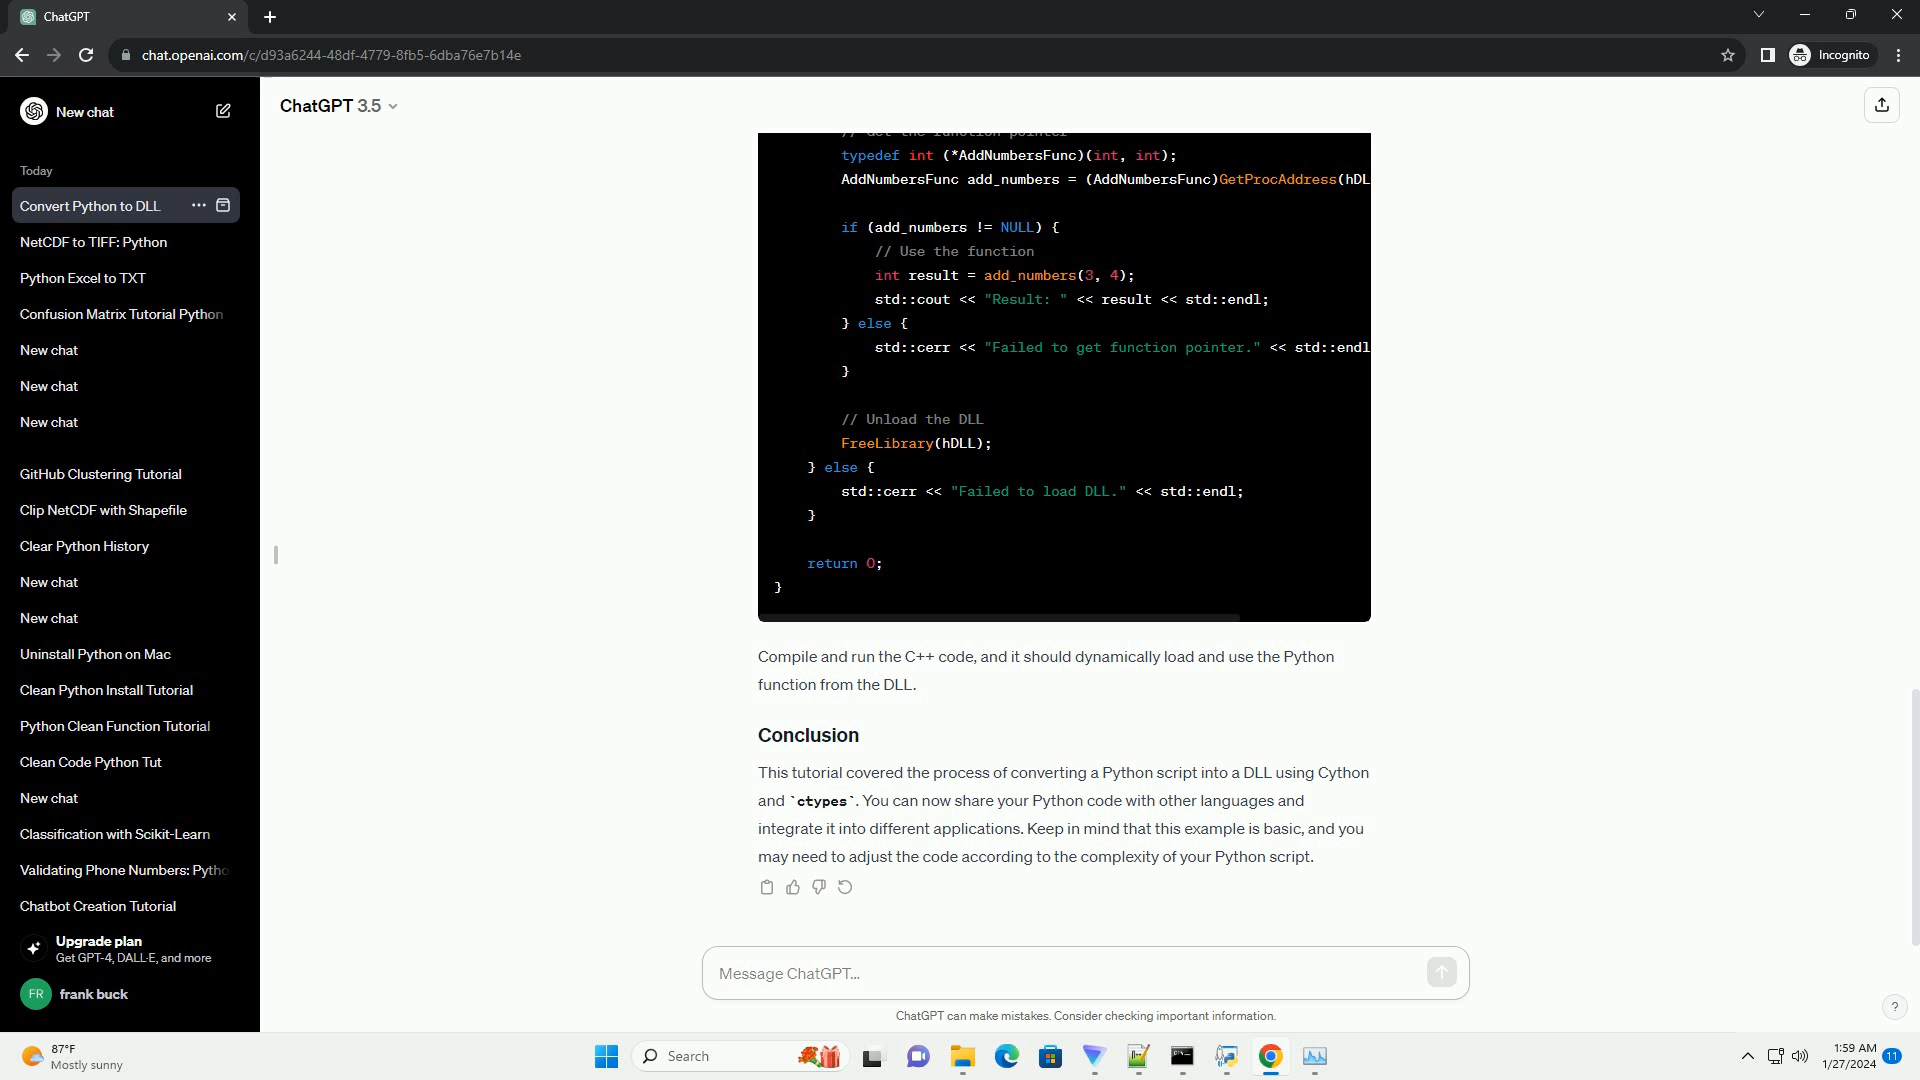 ChatGPT
chat.openai.com/c/d93a6244-48df-4779-8fb5-6dba76e7b14e
Incognito
New chat
Today
Convert Python to DLL
NetCDF to TIFF: Python
Python Excel to TXT
Confusion Matrix Tutorial Python
New chat
New chat
New chat
GitHub Clustering Tutorial
Clip NetCDF with Shapefile
Clear Python History
New chat
New chat
Uninstall Python on Mac
Clean Python Install Tutorial
Python Clean Function Tutorial
Clean Code Python Tut
New chat
Classification with Scikit-Learn
Validating Phone Numbers: Pytho
Chatbot Creation Tutorial
Upgrade plan
Get GPT-4, DALL·E, and more
FR
frank buck
ChatGPT 3.5
// Get the function pointer
typedef int (*AddNumbersFunc)(int, int);
AddNumbersFunc add_numbers = (AddNumbersFunc)GetProcAddress(hDL
if (add_numbers != NULL) {
// Use the function
int result = add_numbers(3, 4);
std::cout << "Result: " << result << std::endl;
} else {
std::cerr << "Failed to get function pointer." << std::endl
}
// Unload the DLL
FreeLibrary(hDLL);
} else {
std::cerr << "Failed to load DLL." << std::endl;
}
return 0;
}
Compile and run the C++ code, and it should dynamically load and use the Python
function from the DLL.
Conclusion
This tutorial covered the process of converting a Python script into a DLL using Cython
and `ctypes`. You can now share your Python code with other languages and
integrate it into different applications. Keep in mind that this example is basic, and you
may need to adjust the code according to the complexity of your Python script.
Message ChatGPT...
ChatGPT can make mistakes. Consider checking important information.
?
87°F
Mostly sunny
Search
1:59 AM
1/27/2024
11